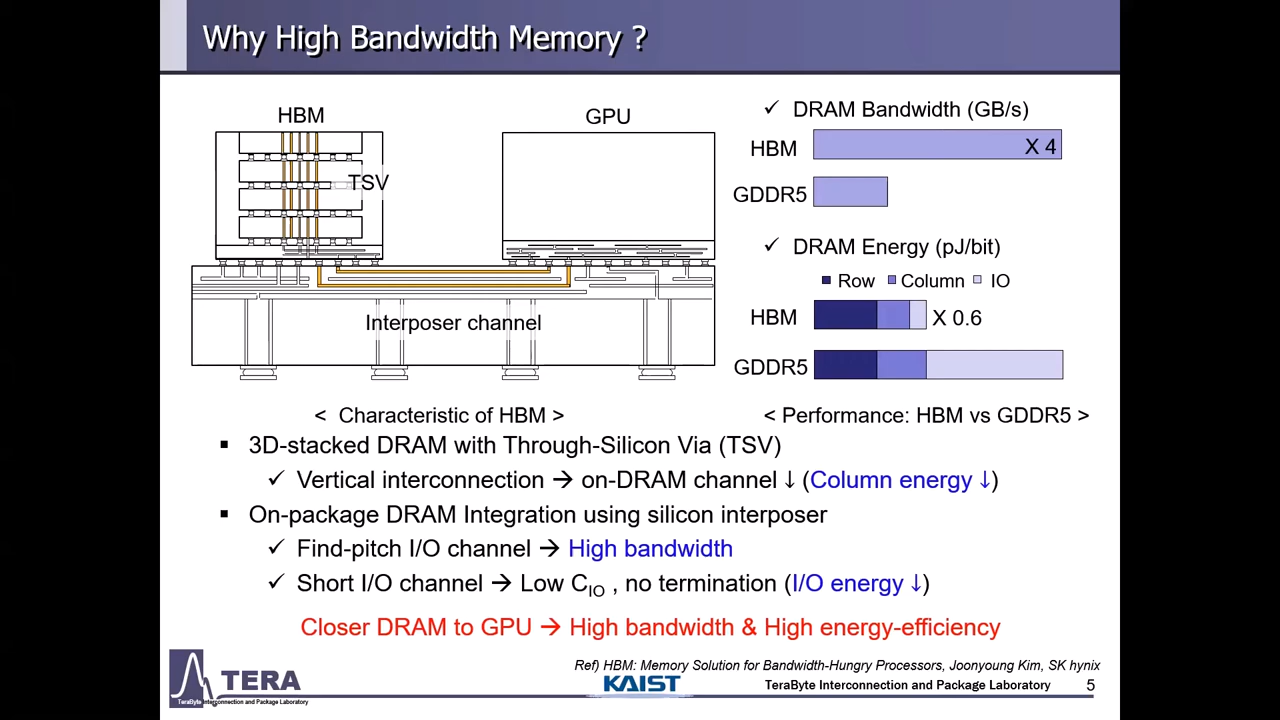 Why High Bandwidth Memory ?
HBM
GPU
TSV
Interposer channel
✓ DRAM Bandwidth (GB/s)
HBM
X 4
GDDR5
✓ DRAM Energy (pJ/bit)
Row Column IO
HBM
X 0.6
GDDR5
< Characteristic of HBM >
< Performance: HBM vs GDDR5 >
▪ 3D-stacked DRAM with Through-Silicon Via (TSV)
✓ Vertical interconnection → on-DRAM channel ↓ (Column energy ↓)
▪ On-package DRAM Integration using silicon interposer
✓ Find-pitch I/O channel → High bandwidth
✓ Short I/O channel → Low CIO , no termination (I/O energy ↓)
Closer DRAM to GPU → High bandwidth & High energy-efficiency
Ref) HBM: Memory Solution for Bandwidth-Hungry Processors, Joonyoung Kim, SK hynix
TERA
TeraByte Interconnection and Package Laboratory
KAIST
TeraByte Interconnection and Package Laboratory
5